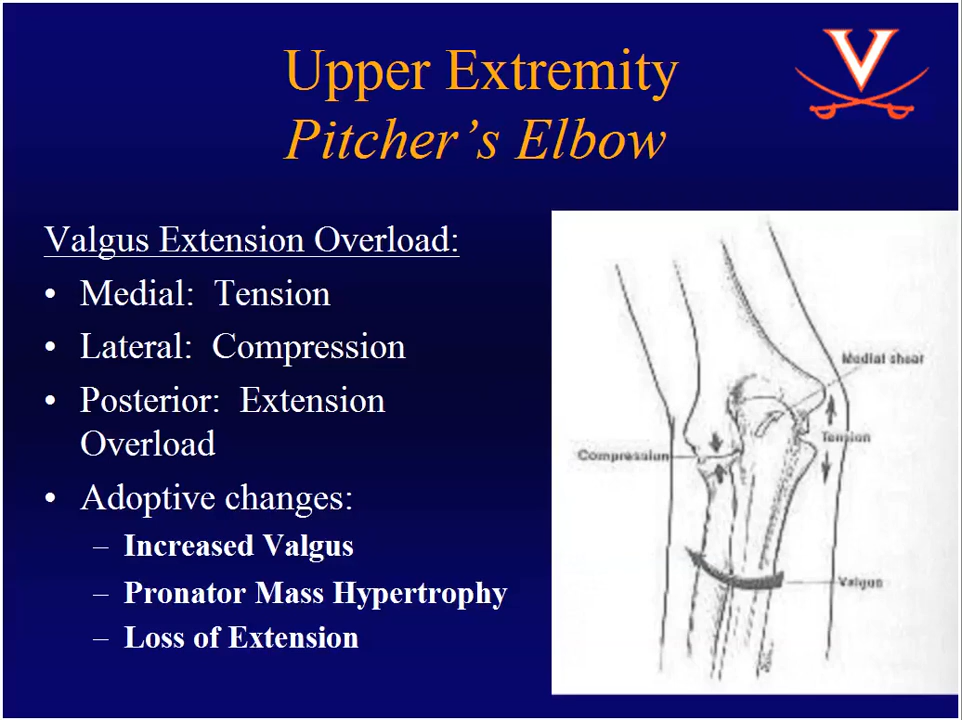 Upper Extremity
Pitcher's Elbow
Valgus Extension Overload:
• Medial: Tension
• Lateral: Compression
• Posterior: Extension
Overload
• Adoptive changes:
– Increased Valgus
– Pronator Mass Hypertrophy
– Loss of Extension
V
Medial shear
Tension
Compression
Valgus